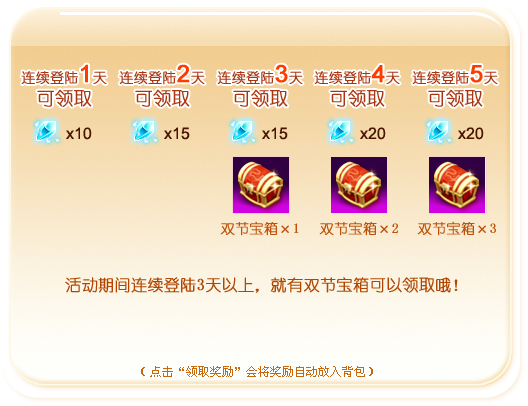 连续登陆1天 连续登陆2天 连续登陆3天 连续登陆4天 连续登陆5天
可领取 可领取 可领取 可领取 可领取
x10 x15 x15 x20 x20
双节宝箱×1 双节宝箱×2 双节宝箱×3
活动期间连续登陆3天以上，就有双节宝箱可以领取哦！
（点击“领取奖励”会将奖励自动放入背包）